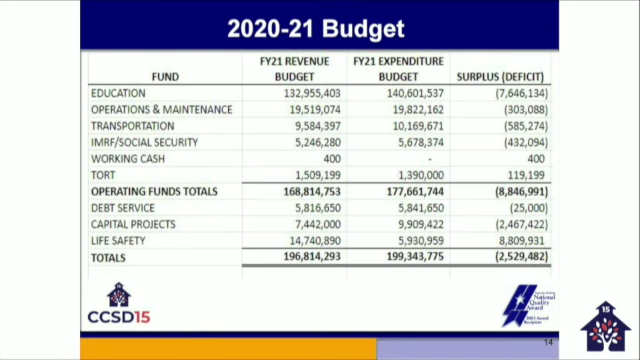 2020-21 Budget
FY21 REVENUE FY21 EXPENDITURE
FUND BUDGET BUDGET SURPLUS (DEFICIT)
EDUCATION 132,955,403 140,601,537 (7,646,134)
OPERATIONS & MAINTENANCE 19,519,074 19,822,162 (303,088)
TRANSPORTATION 9,584,397 10,169,671 (585,274)
IMRF/SOCIAL SECURITY 5,246,280 5,678,374 (432,094)
WORKING CASH 400 - 400
TORT 1,509,199 1,390,000 119,199
OPERATING FUNDS TOTALS 168,814,753 177,661,744 (8,846,991)
DEBT SERVICE 5,816,650 5,841,650 (25,000)
CAPITAL PROJECTS 7,442,000 9,909,422 (2,467,422)
LIFE SAFETY 14,740,890 5,930,959 8,809,931
TOTALS 196,814,293 199,343,775 (2,529,482)
CCSD15
National
Quality
Award
Recipient
15
14